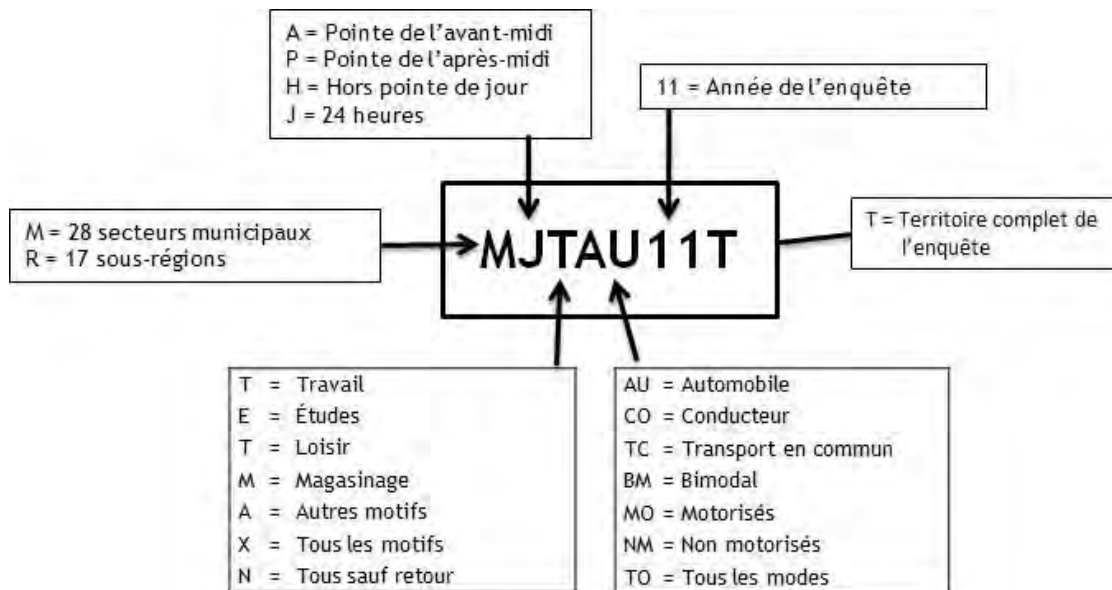 A = Pointe de l'avant-midi
P = Pointe de l'après-midi
H = Hors pointe de jour
J = 24 heures
11 = Année de l'enquête
M = 28 secteurs municipaux
R = 17 sous-régions
MJTAU11T
T = Territoire complet de
l'enquête
T = Travail
E = Études
T = Loisir
M = Magasinage
A = Autres motifs
X = Tous les motifs
N = Tous sauf retour
AU = Automobile
CO = Conducteur
TC = Transport en commun
BM = Bimodal
MO = Motorisés
NM = Non motorisés
TO = Tous les modes